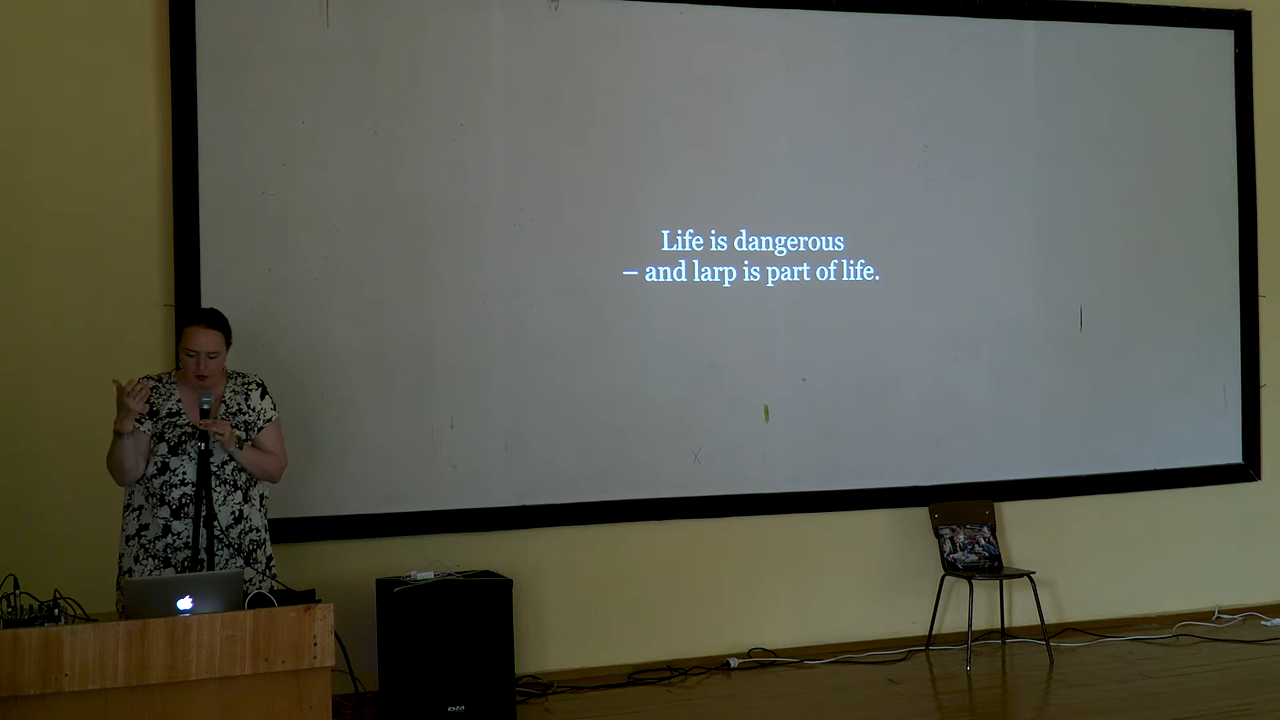 Life is dangerous
– and larp is part of life.